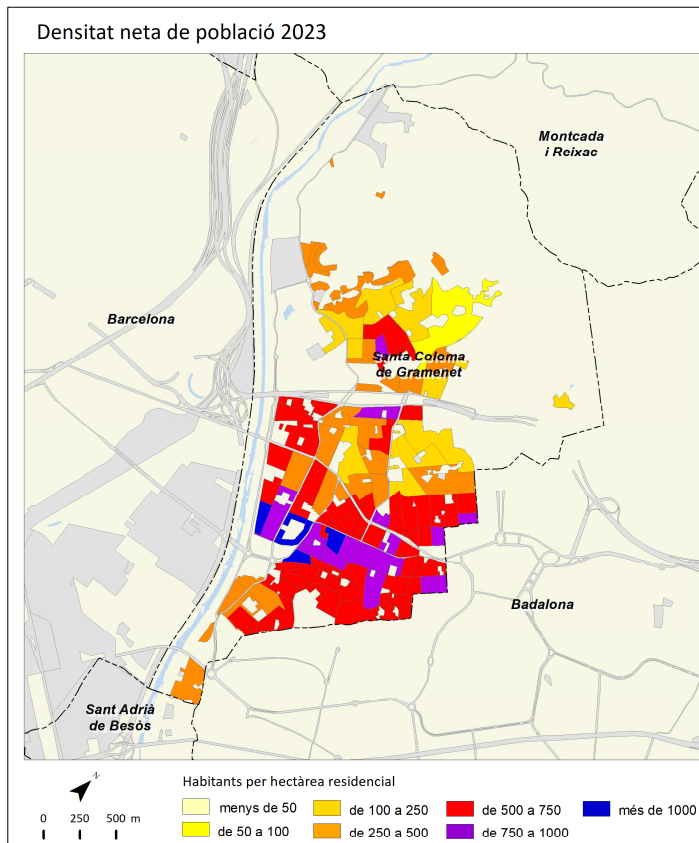 Densitat neta de població 2023
Montcada
i Reixac
Barcelona
Santa Coloma
de Gramenet
Badalona
Sant Adrià
de Besòs
N
0 250 500 m
Habitants per hectàrea residencial
menys de 50
de 100 a 250
de 500 a 750
més de 1000
de 50 a 100
de 250 a 500
de 750 a 1000